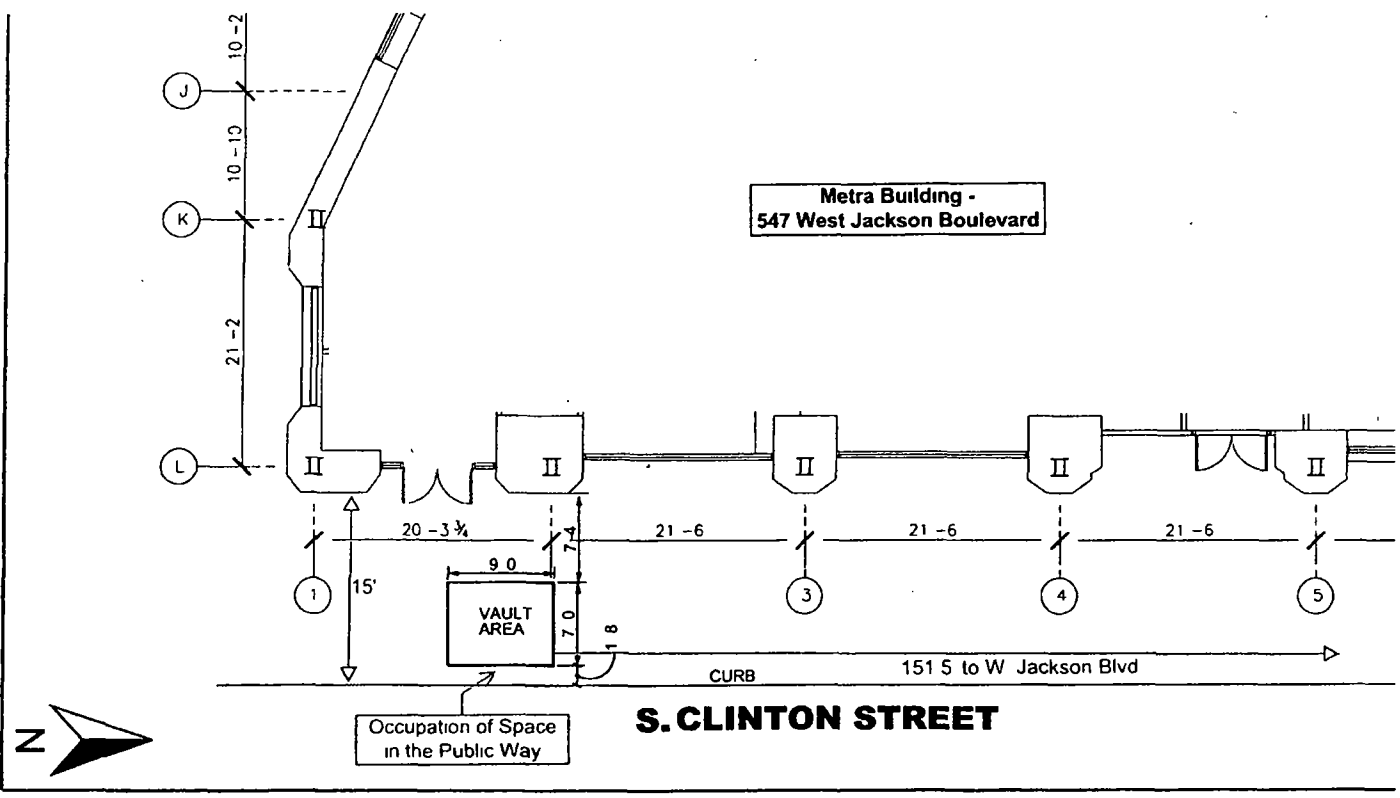 10-2
J
10-10
K
II
21-2
L
II
II
II
II
II
Metra Building -
547 West Jackson Boulevard
20-3 ¾
7 4
21-6
21-6
21-6
15'
9 0
1
3
4
5
VAULT
AREA
7 0
1 8
151 5 to W Jackson Blvd
CURB
Occupation of Space
in the Public Way
S. CLINTON STREET
N